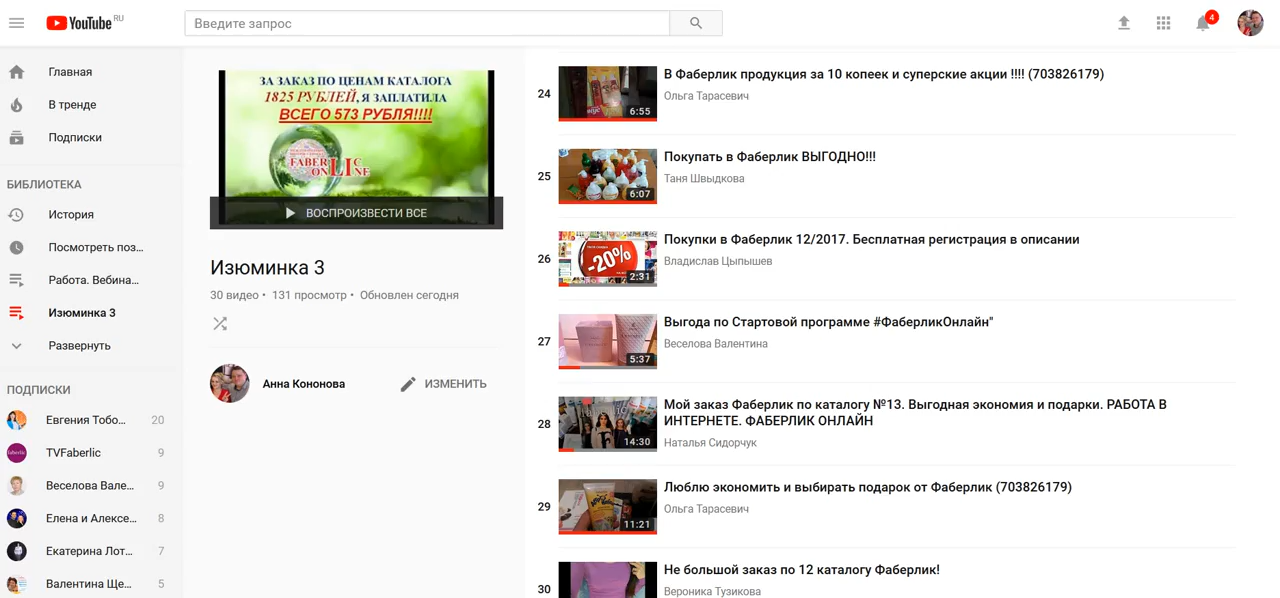 YouTube RU
Введите запрос
4
Главная
В тренде
Подписки
БИБЛИОТЕКА
История
Посмотреть поз...
Работа. Вебина...
Изюминка 3
Развернуть
ПОДПИСКИ
Евгения Тобо... 20
TVFaberlic 9
Веселова Вале... 9
Елена и Алексе... 8
Екатерина Лот... 7
Валентина Ще... 5
ЗА ЗАКАЗ ПО ЦЕНАМ КАТАЛОГА
1825 РУБЛЕЙ, Я ЗАПЛАТИЛА
ВСЕГО 573 РУБЛЯ!!!!
FABERLIC
ONLINE
ВОСПРОИЗВЕСТИ ВСЕ
Изюминка 3
30 видео • 131 просмотр • Обновлен сегодня
Анна Кононова
ИЗМЕНИТЬ
24
6:55
В Фаберлик продукция за 10 копеек и суперские акции !!!! (703826179)
Ольга Тарасевич
25
6:07
Покупать в Фаберлик ВЫГОДНО!!!
Таня Швыдкова
26
-20%
2:31
Покупки в Фаберлик 12/2017. Бесплатная регистрация в описании
Владислав Цыпышев
27
5:37
Выгода по Стартовой программе #ФаберликОнлайн"
Веселова Валентина
28
14:30
Мой заказ Фаберлик по каталогу №13. Выгодная экономия и подарки. РАБОТА В
ИНТЕРНЕТЕ. ФАБЕРЛИК ОНЛАЙН
Наталья Сидорчук
29
11:21
Люблю экономить и выбирать подарок от Фаберлик (703826179)
Ольга Тарасевич
30
Не большой заказ по 12 каталогу Фаберлик!
Вероника Тузикова